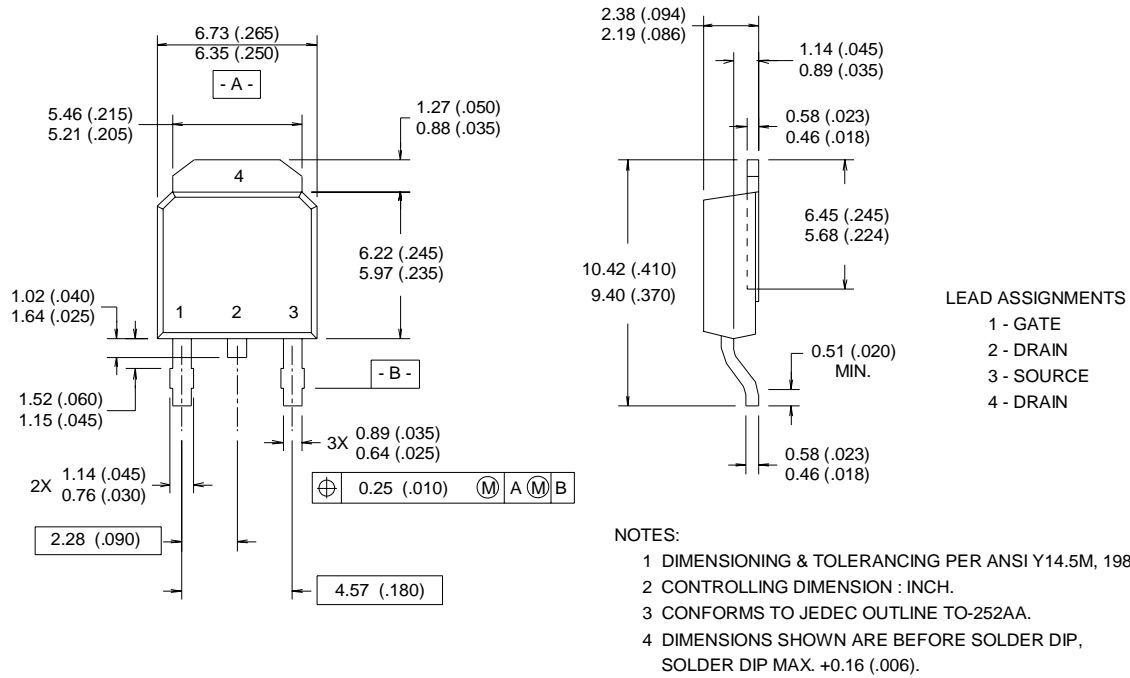 6.73 (.265)
6.35 (.250)
- A -
5.46 (.215)
5.21 (.205)
1.27 (.050)
0.88 (.035)
4
6.22 (.245)
5.97 (.235)
1.02 (.040)
1.64 (.025)
1 2 3
- B -
1.52 (.060)
1.15 (.045)
3X 0.89 (.035)
0.64 (.025)
2X 1.14 (.045)
0.76 (.030)
⌖ 0.25 (.010) Ⓜ A Ⓜ B
2.28 (.090)
4.57 (.180)
2.38 (.094)
2.19 (.086)
1.14 (.045)
0.89 (.035)
0.58 (.023)
0.46 (.018)
6.45 (.245)
5.68 (.224)
10.42 (.410)
9.40 (.370)
0.51 (.020)
MIN.
0.58 (.023)
0.46 (.018)
LEAD ASSIGNMENTS
1 - GATE
2 - DRAIN
3 - SOURCE
4 - DRAIN
NOTES:
1 DIMENSIONING & TOLERANCING PER ANSI Y14.5M, 198
2 CONTROLLING DIMENSION : INCH.
3 CONFORMS TO JEDEC OUTLINE TO-252AA.
4 DIMENSIONS SHOWN ARE BEFORE SOLDER DIP,
SOLDER DIP MAX. +0.16 (.006).